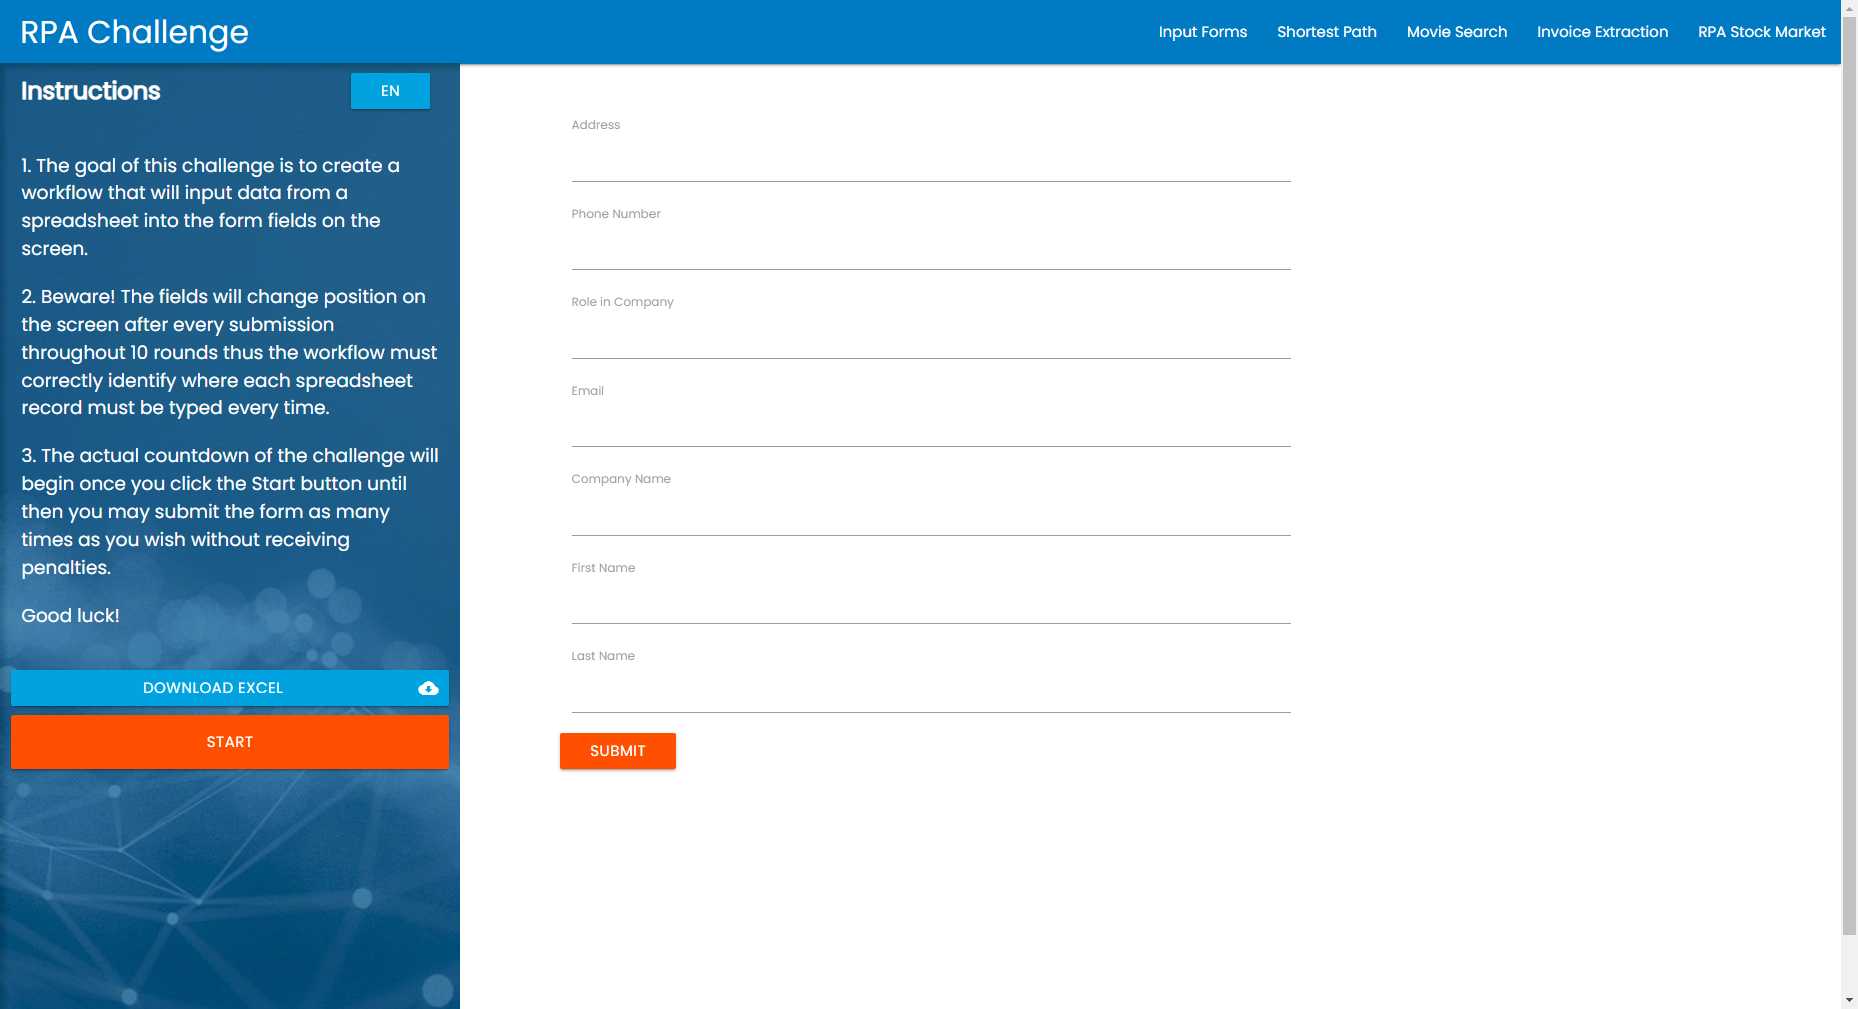 RPA Challenge
Input Forms
Shortest Path
Movie Search
Invoice Extraction
RPA Stock Market
Instructions
EN
1. The goal of this challenge is to create a
workflow that will input data from a
spreadsheet into the form fields on the
screen.
2. Beware! The fields will change position on
the screen after every submission
throughout 10 rounds thus the workflow must
correctly identify where each spreadsheet
record must be typed every time.
3. The actual countdown of the challenge will
begin once you click the Start button until
then you may submit the form as many
times as you wish without receiving
penalties.
Good luck!
DOWNLOAD EXCEL
START
Address
Phone Number
Role in Company
Email
Company Name
First Name
Last Name
SUBMIT